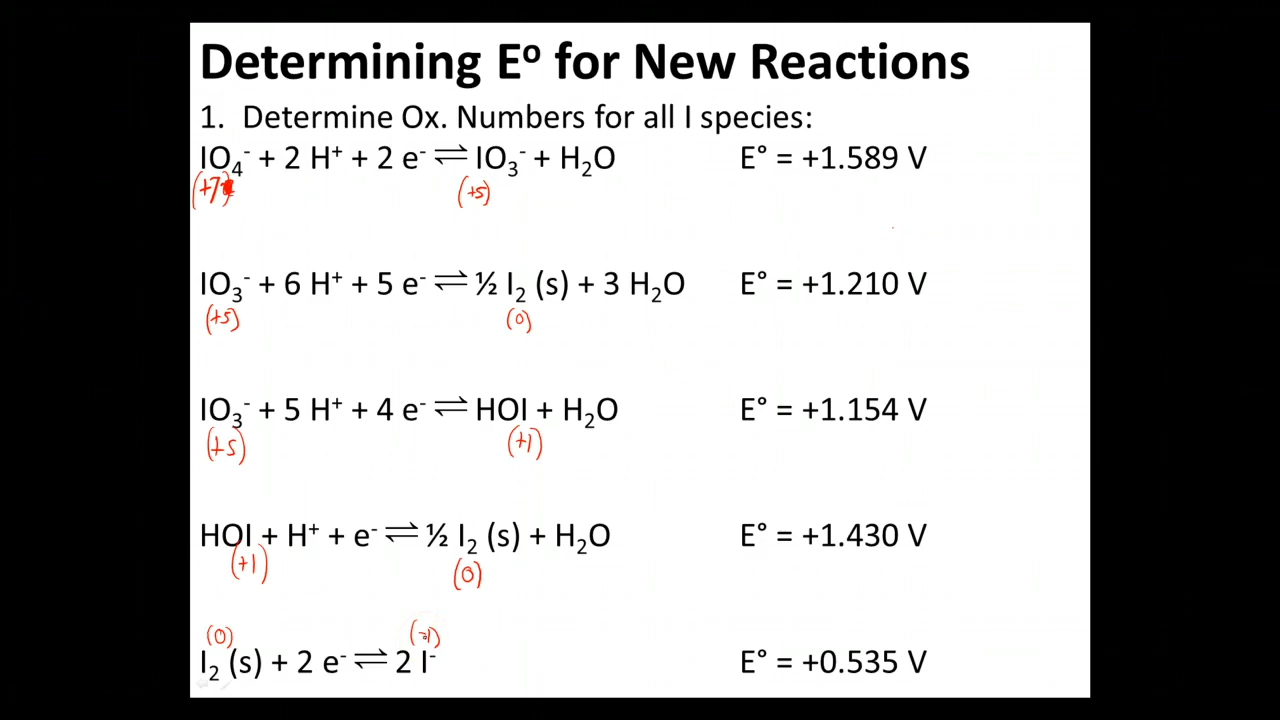 Determining Eº for New Reactions
1. Determine Ox. Numbers for all I species:
IO₄⁻ + 2 H⁺ + 2 e⁻ ⇌ IO₃⁻ + H₂O E° = +1.589 V
(+7) (+5)
IO₃⁻ + 6 H⁺ + 5 e⁻ ⇌ ½ I₂ (s) + 3 H₂O E° = +1.210 V
(+5) (0)
IO₃⁻ + 5 H⁺ + 4 e⁻ ⇌ HOI + H₂O E° = +1.154 V
(+5) (+1)
HOI + H⁺ + e⁻ ⇌ ½ I₂ (s) + H₂O E° = +1.430 V
(+1) (0)
(0) (-1)
I₂ (s) + 2 e⁻ ⇌ 2 I⁻ E° = +0.535 V